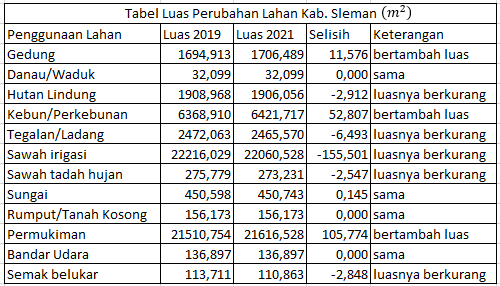 Tabel Luas Perubahan Lahan Kab. Sleman (m²)
Penggunaan Lahan Luas 2019 Luas 2021 Selisih Keterangan
Gedung 1694,913 1706,489 11,576 bertambah luas
Danau/Waduk 32,099 32,099 0,000 sama
Hutan Lindung 1908,968 1906,056 -2,912 luasnya berkurang
Kebun/Perkebunan 6368,910 6421,717 52,807 bertambah luas
Tegalan/Ladang 2472,063 2465,570 -6,493 luasnya berkurang
Sawah irigasi 22216,029 22060,528 -155,501 luasnya berkurang
Sawah tadah hujan 275,779 273,231 -2,547 luasnya berkurang
Sungai 450,598 450,743 0,145 sama
Rumput/Tanah Kosong 156,173 156,173 0,000 sama
Permukiman 21510,754 21616,528 105,774 bertambah luas
Bandar Udara 136,897 136,897 0,000 sama
Semak belukar 113,711 110,863 -2,848 luasnya berkurang